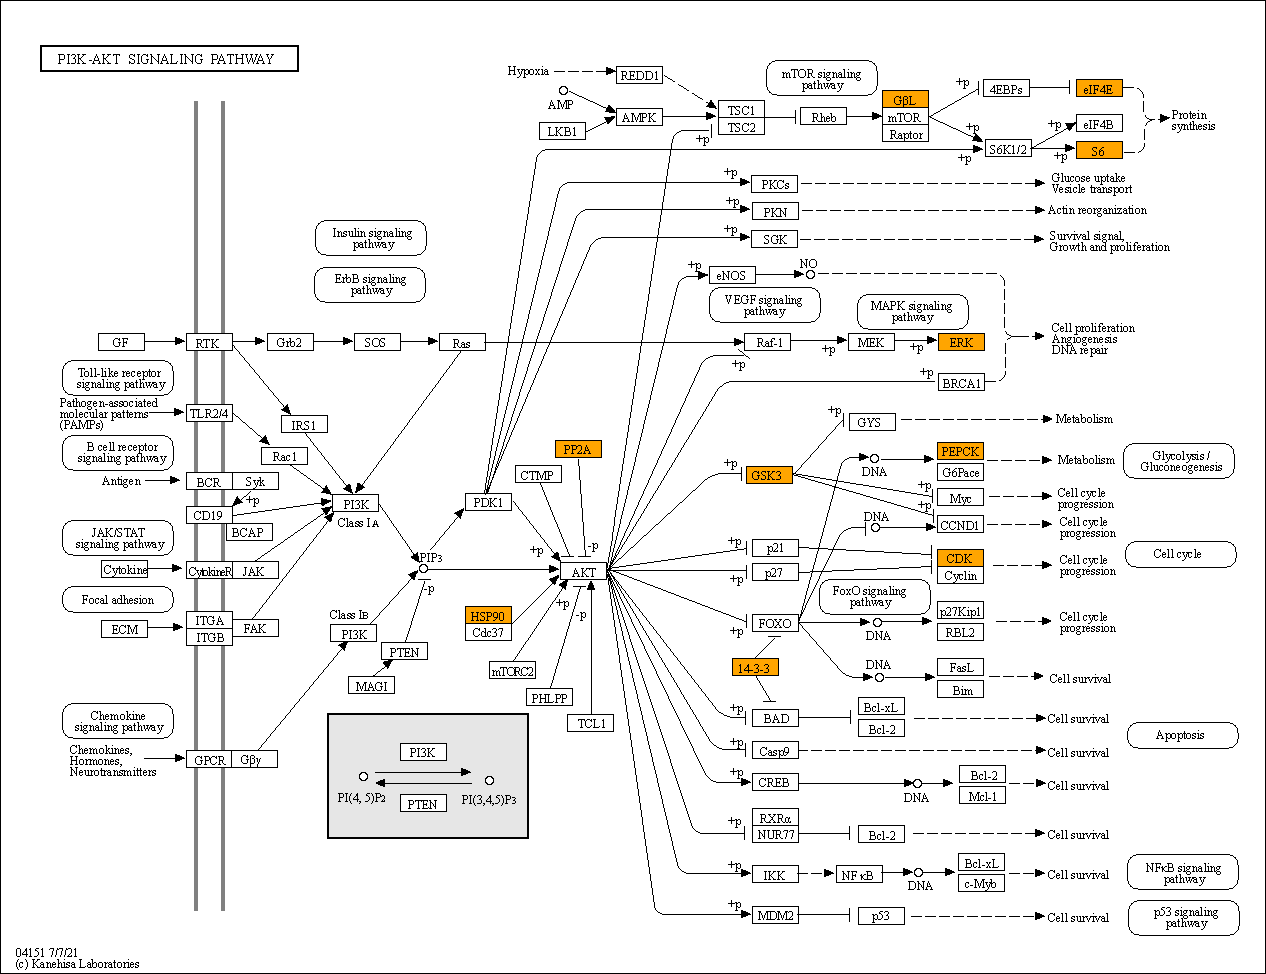 PI3K-AKT SIGNALING PATHWAY
Hypoxia
REDD1
mTOR signaling
pathway
+p
4EBPs
eIF4E
AMP
GβL
TSC1
AMPK
Rheb
mTOR
Protein
synthesis
LKB1
TSC2
Raptor
+p
+p
eIF4B
+p
S6K1/2
S6
+p
+p
+p
PKCs
Glucose uptake
Vesicle transport
+p
PKN
Actin reorganization
+p
SGK
Survival signal,
Growth and proliferation
Insulin signaling
pathway
ErbB signaling
pathway
+p
eNOS
NO
VEGF signaling
pathway
MAPK signaling
pathway
GF
RTK
Grb2
SOS
Ras
Raf-1
+p
MEK
+p
ERK
Cell proliferation
Angiogenesis
DNA repair
+p
+p
BRCA1
Toll-like receptor
signaling pathway
Pathogen-associated
molecular patterns
(PAMPs)
TLR2/4
IRS1
+p
GYS
Metabolism
B cell receptor
signaling pathway
Rac1
PP2A
PEPCK
G6Pace
DNA
Metabolism
Glycolysis /
Gluconeogenesis
Antigen
BCR
Syk
CTMP
+p
GSK3
+p
Myc
Cell cycle
progression
+p
CD19
BCAP
PI3K
Class IA
PDK1
+p
CCND1
DNA
Cell cycle
progression
JAK/STAT
signaling pathway
+p
-p
+p
p21
+p
p27
CDK
Cyclin
Cell cycle
progression
Cell cycle
Cytokine
CytokineR
JAK
PIP3
AKT
Focal adhesion
-p
+p
-p
FoxO signaling
pathway
ECM
ITGA
ITGB
FAK
Class IB
PI3K
HSP90
Cdc37
+p
FOXO
DNA
p27Kip1
RBL2
Cell cycle
progression
PTEN
MAGI
mTORC2
PHLPP
TCL1
14-3-3
DNA
FasL
Bim
Cell survival
Chemokine
signaling pathway
+p
BAD
Bcl-xL
Bcl-2
Cell survival
Apoptosis
Chemokines,
Hormones,
Neurotransmitters
GPCR
Gβγ
PI3K
+p
Casp9
Cell survival
PI(4, 5)P2
PI(3,4,5)P3
PTEN
+p
CREB
DNA
Bcl-2
Mcl-1
Cell survival
+p
RXRα
NUR77
Bcl-2
Cell survival
+p
IKK
NFκB
DNA
Bcl-xL
c-Myb
Cell survival
NFκB signaling
pathway
+p
MDM2
p53
Cell survival
p53 signaling
pathway
04151 7/7/21
(c) Kanehisa Laboratories